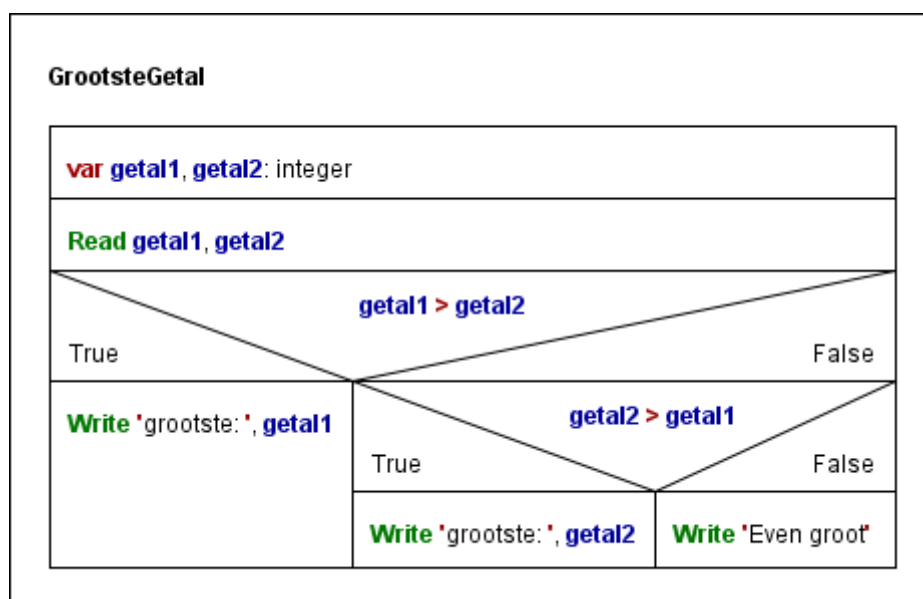 GrootsteGetal
var getal1, getal2: integer
Read getal1, getal2
getal1 > getal2
True
False
Write 'grootste: ', getal1
getal2 > getal1
True
False
Write 'grootste: ', getal2
Write 'Even groot'